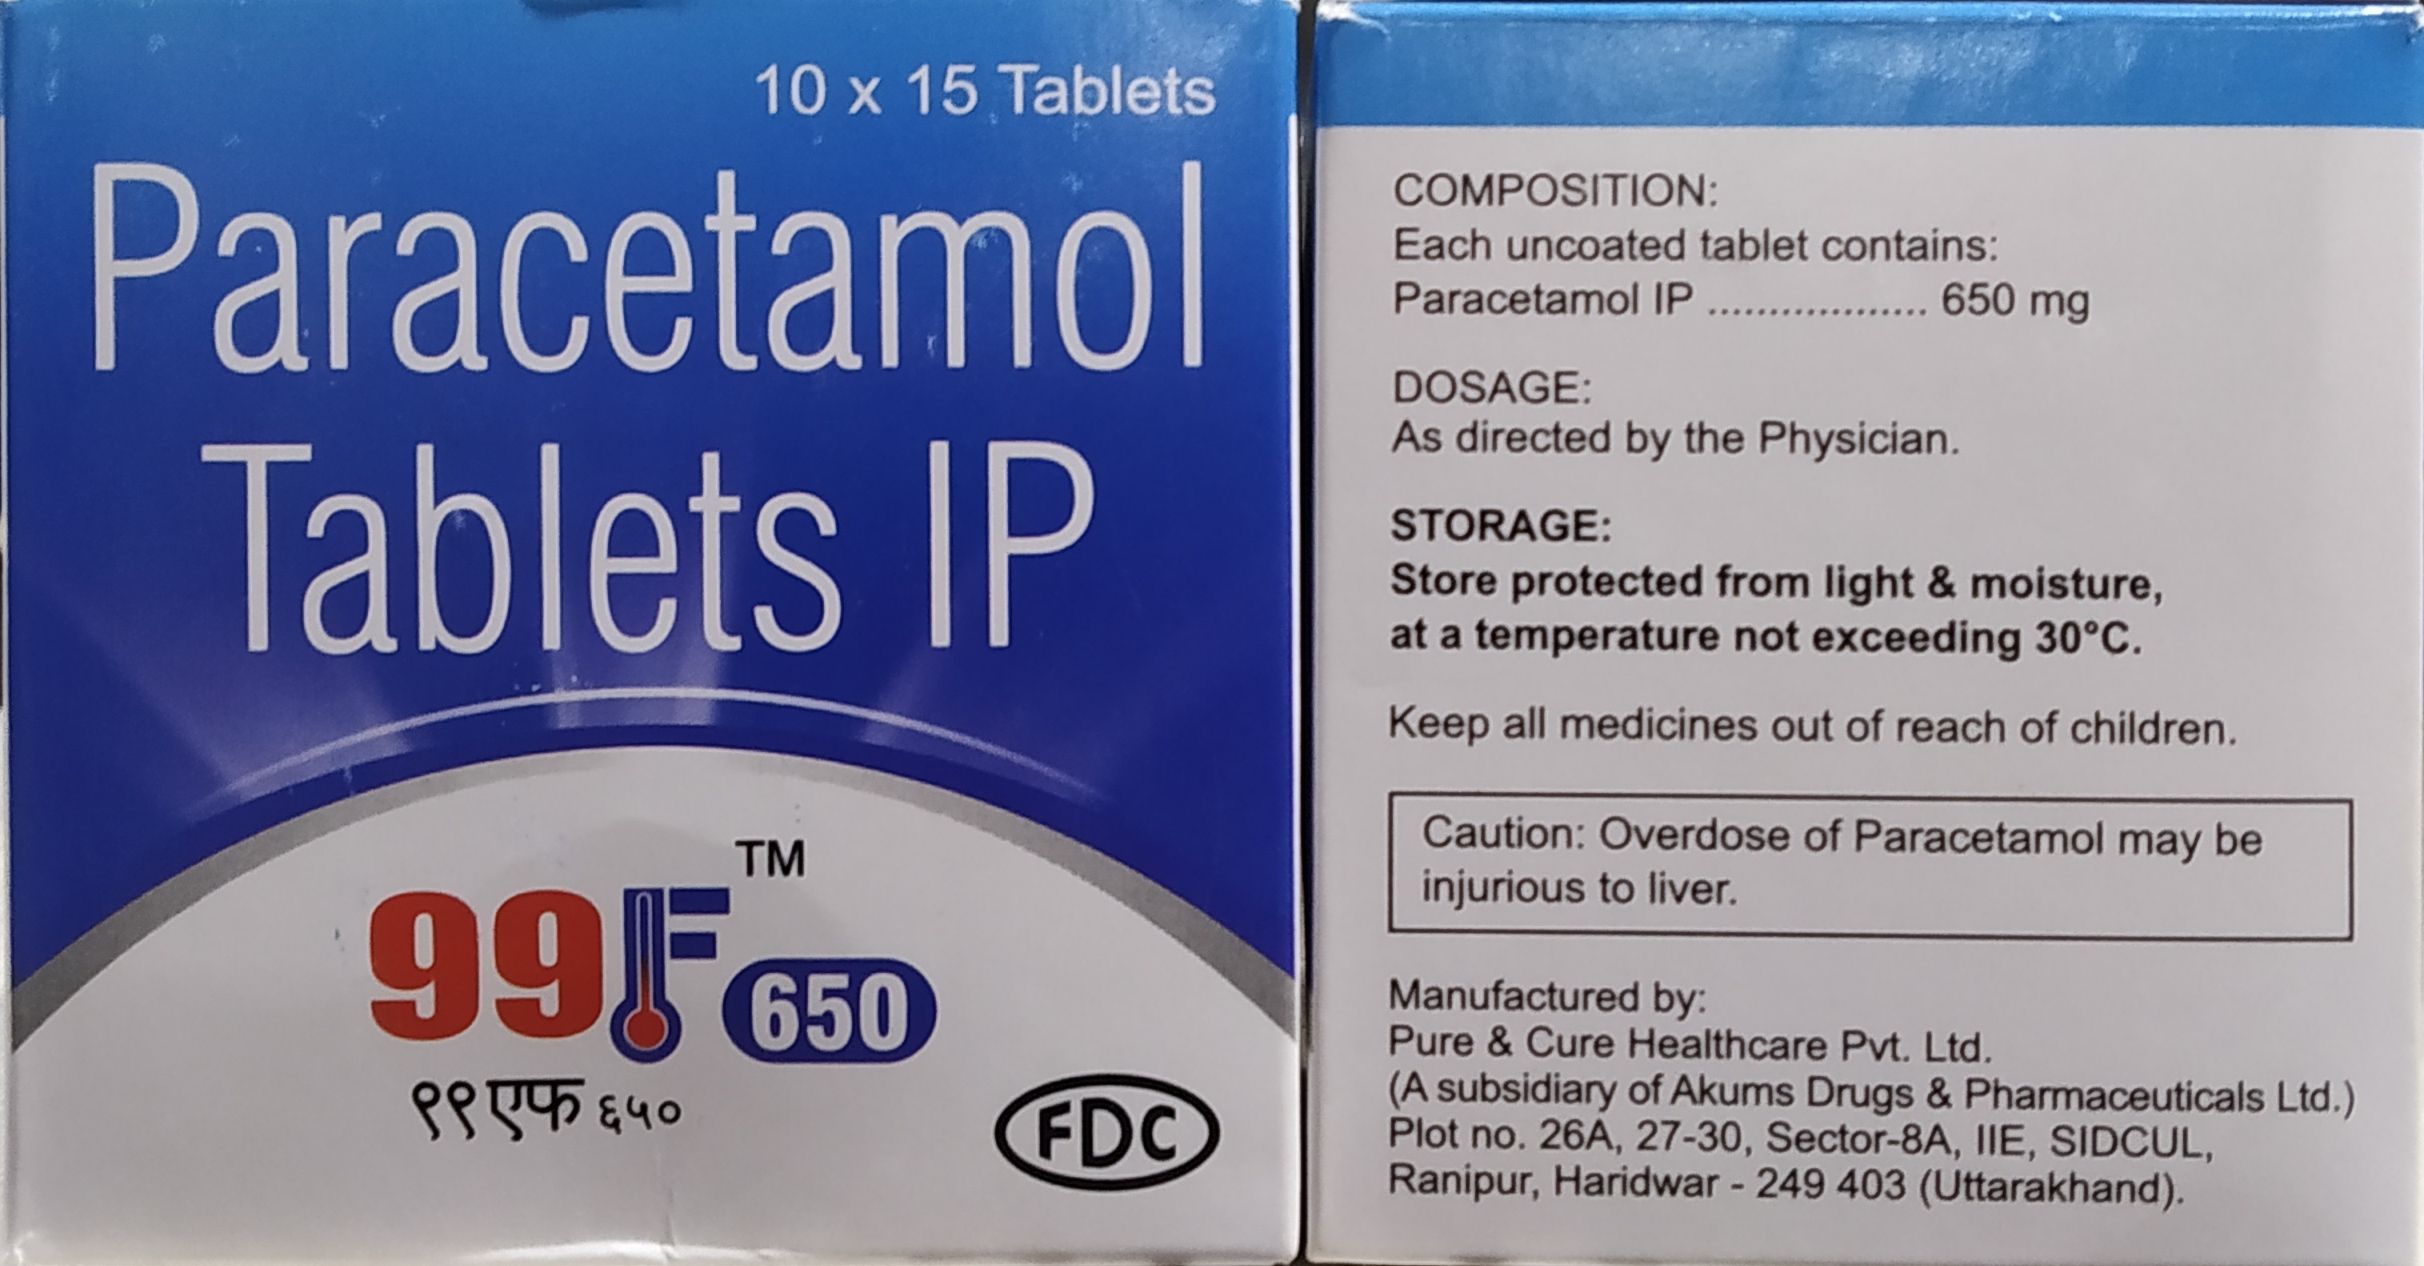 10 x 15 Tablets
Paracetamol
Tablets IP
99F™ 650
९९एफ ६५०
FDC
COMPOSITION:
Each uncoated tablet contains:
Paracetamol IP .................. 650 mg
DOSAGE:
As directed by the Physician.
STORAGE:
Store protected from light & moisture,
at a temperature not exceeding 30°C.
Keep all medicines out of reach of children.
Caution: Overdose of Paracetamol may be
injurious to liver.
Manufactured by:
Pure & Cure Healthcare Pvt. Ltd.
(A subsidiary of Akums Drugs & Pharmaceuticals Ltd.)
Plot no. 26A, 27-30, Sector-8A, IIE, SIDCUL,
Ranipur, Haridwar - 249 403 (Uttarakhand).